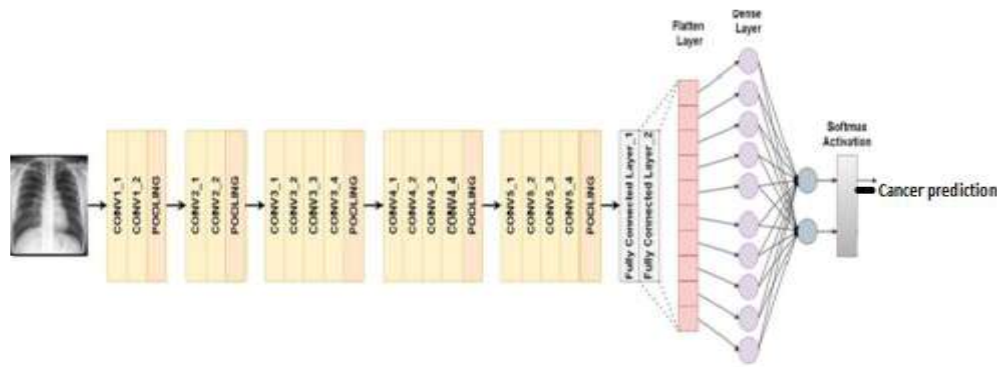 Flatten
Layer
Dense
Layer
CONV1_1
CONV1_2
POOLING
CONV2_1
CONV2_2
POOLING
CONV3_1
CONV3_2
CONV3_3
CONV3_4
POOLING
CONV4_1
CONV4_2
CONV4_3
CONV4_4
POOLING
CONV5_1
CONV5_2
CONV5_3
CONV5_4
POOLING
Fully Connected Layer_1
Fully Connected Layer_2
Softmax
Activation
Cancer prediction